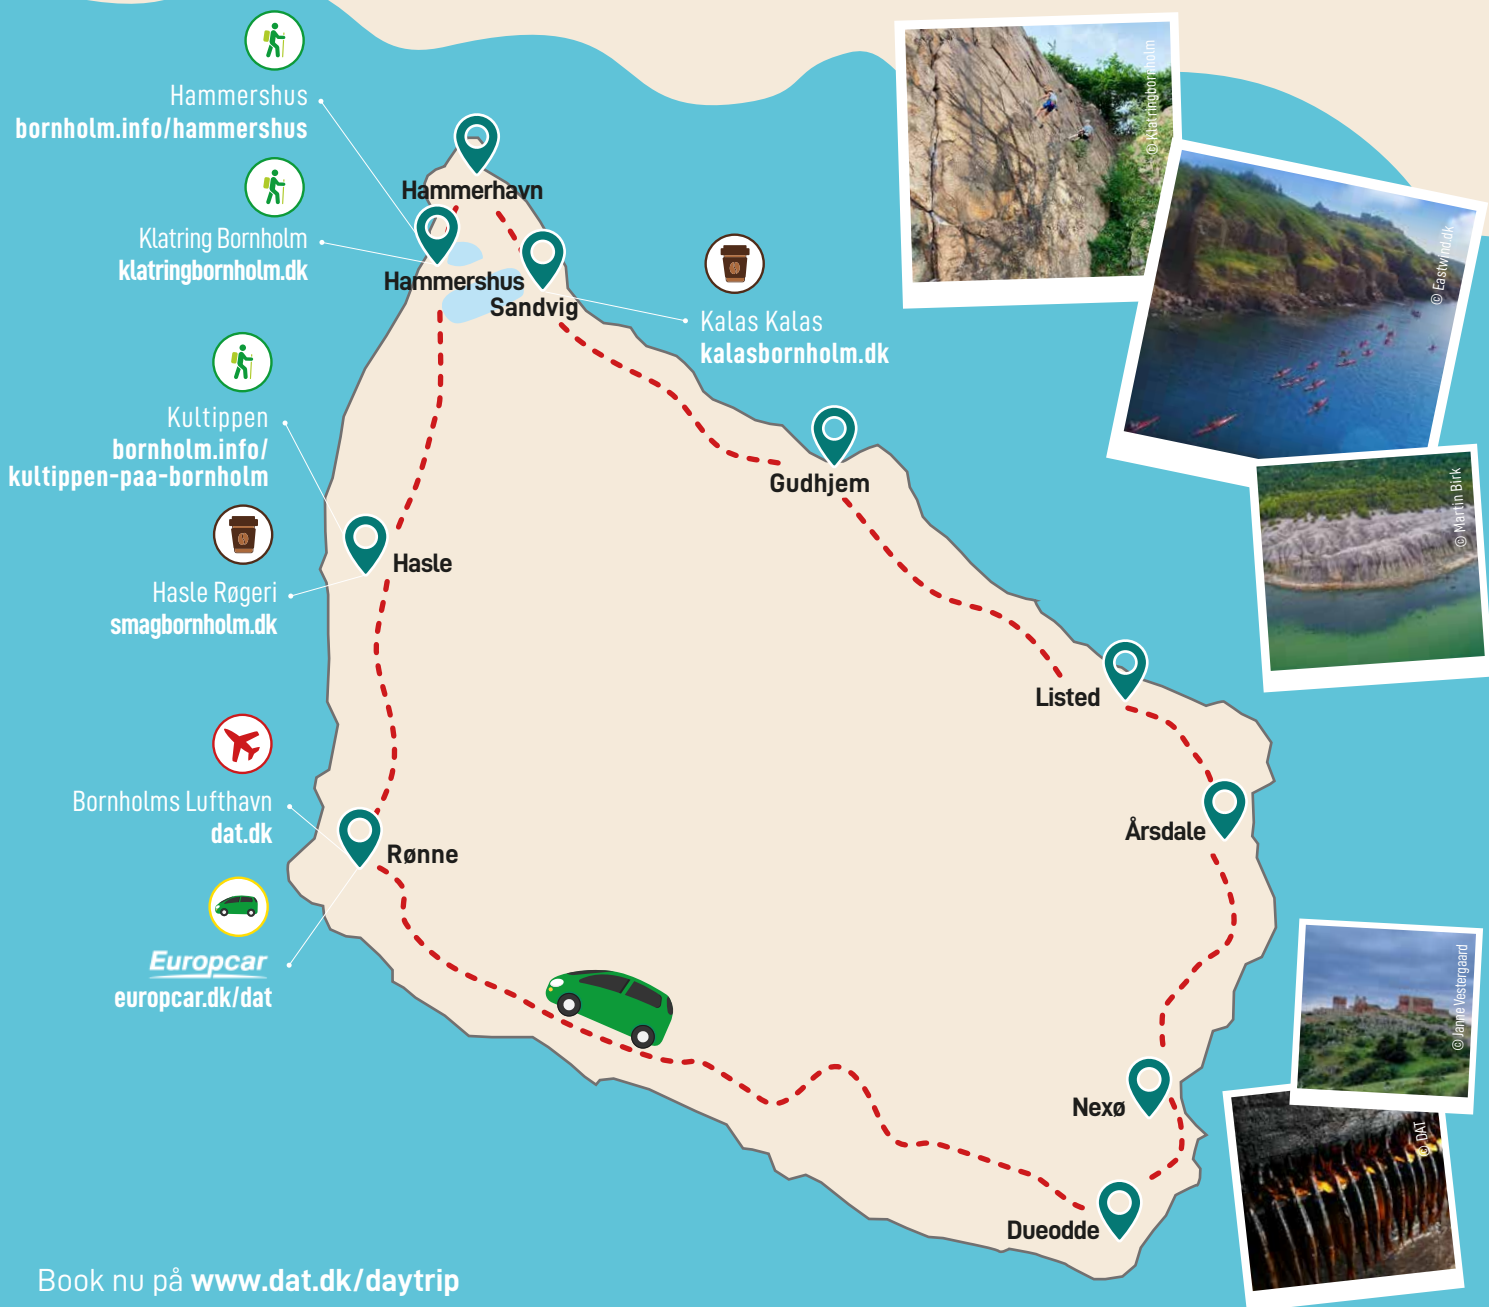 Hammershus
bornholm.info/hammershus
Klatring Bornholm
klatringbornholm.dk
Kultippen
bornholm.info/
kultippen-paa-bornholm
Hasle Røgeri
smagbornholm.dk
Bornholms Lufthavn
dat.dk
Europcar
europcar.dk/dat
Hammerhavn
Hammershus
Sandvig
Kalas Kalas
kalasbornholm.dk
Gudhjem
Hasle
Listed
Årsdale
Rønne
Nexø
Dueodde
© Klatringbornholm
© Eastwind.dk
© Martin Birk
© Janne Vestergaard
© DAT
Book nu på www.dat.dk/daytrip